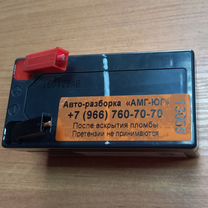 Авто-разборка «АМГ-ЮГ»
+7 (966) 760-70-70
После вскрытия пломбы
Претензии не принимаются